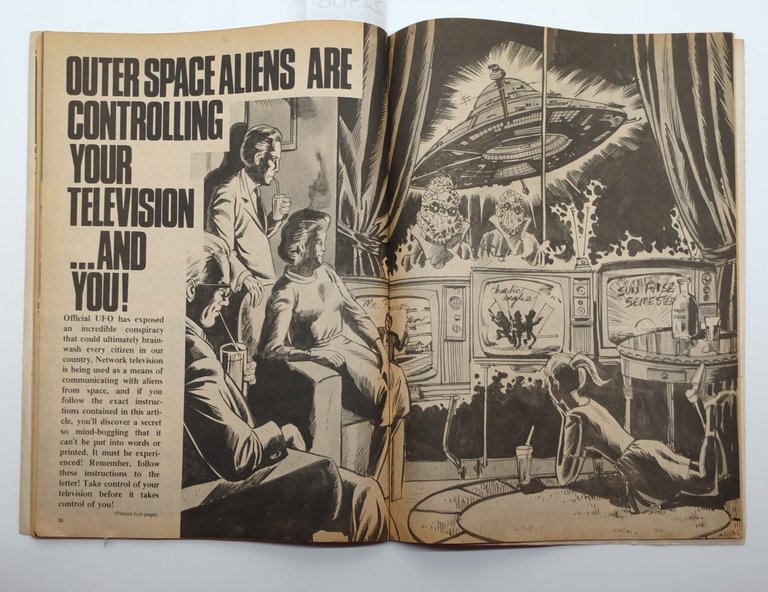 OUTER SPACE ALIENS ARE
CONTROLLING
YOUR
TELEVISION
...AND
YOU!
Official UFO has exposed
an incredible conspiracy
that could ultimately brain-
wash every citizen in our
country. Network television
is being used as a means of
communicating with aliens
from space, and if you
follow the exact instruc-
tions contained in this arti-
cle, you'll discover a secret
so mind-boggling that it
can't be put into words or
printed. It must be experi-
enced! Remember, follow
these instructions to the
letter! Take control of your
television before it takes
control of you!
(Please turn page)
38
MR.
Charlie's
Angels
SUN RISE
SEMESTER